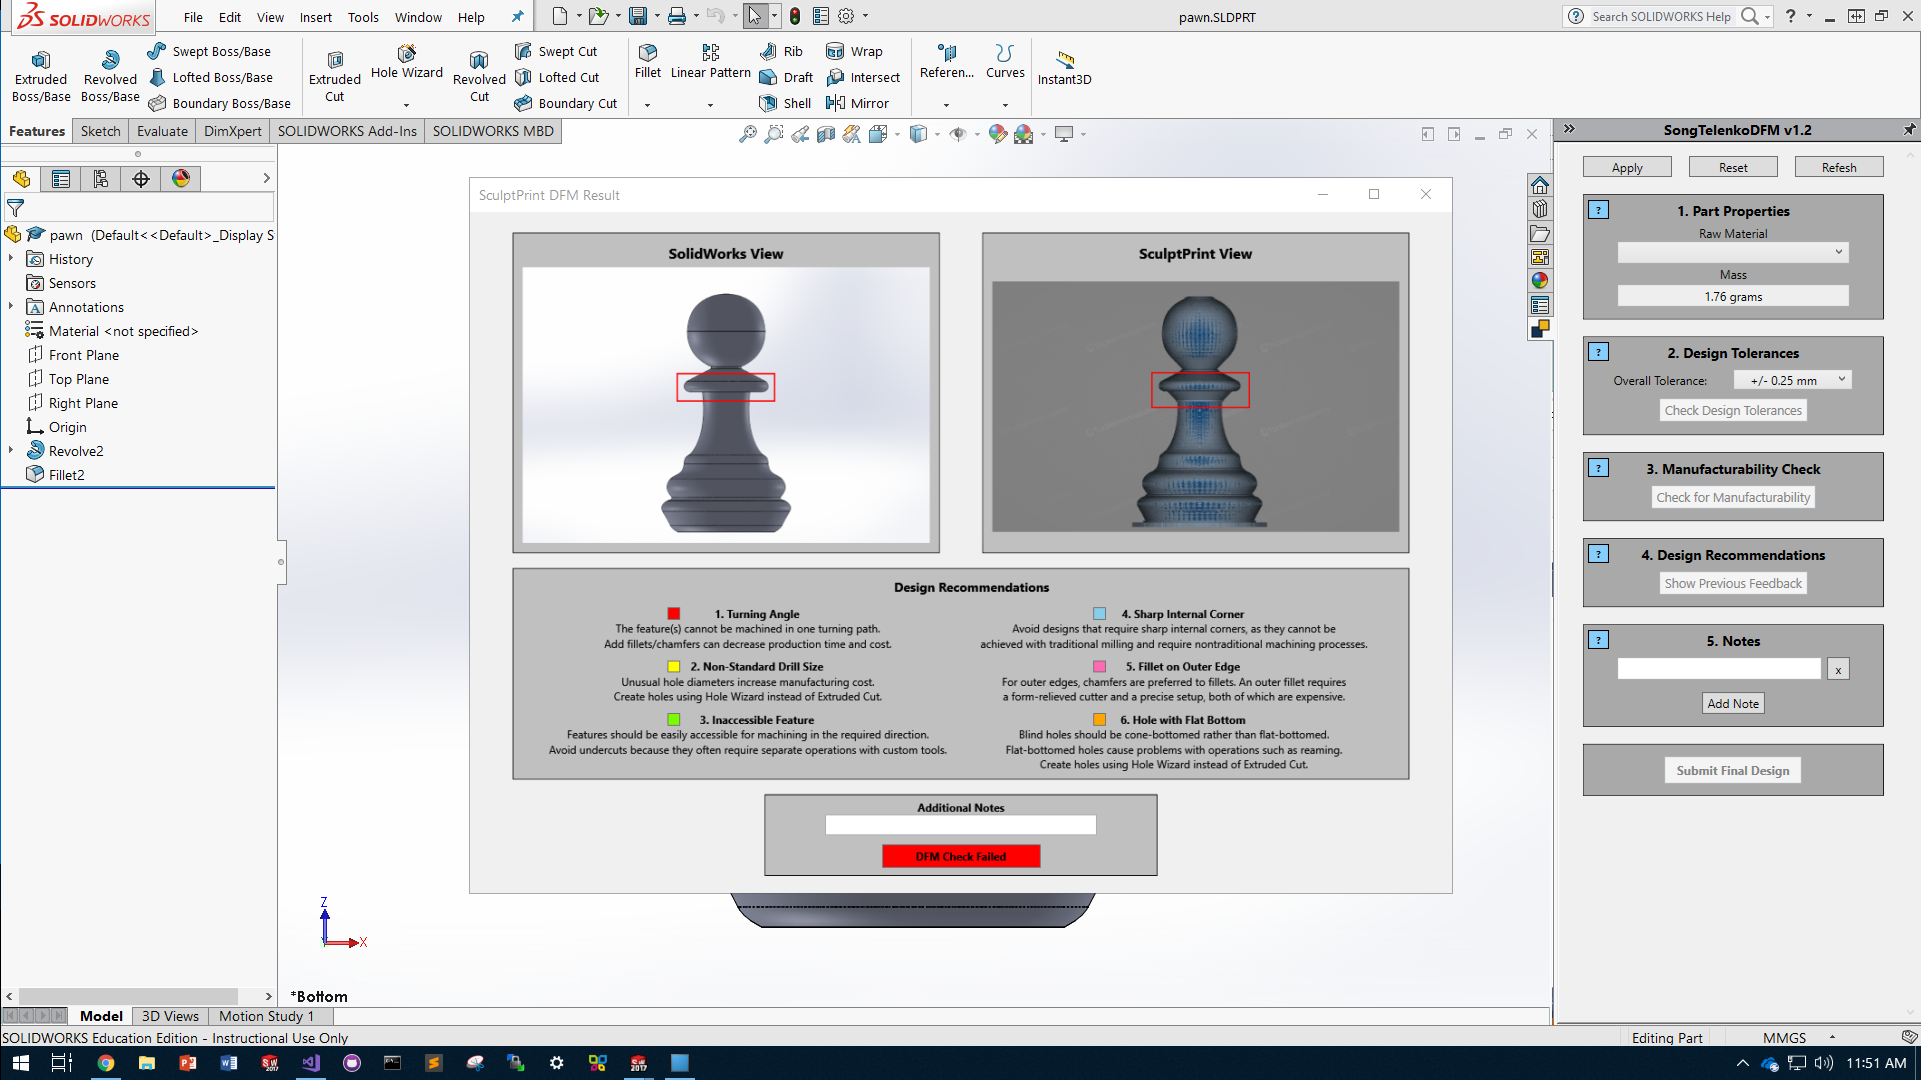 SOLIDWORKS
File Edit View Insert Tools Window Help
pawn.SLDPRT
Search SOLIDWORKS Help
Extruded Boss/Base
Revolved Boss/Base
Swept Boss/Base
Lofted Boss/Base
Boundary Boss/Base
Extruded Cut
Hole Wizard
Revolved Cut
Swept Cut
Lofted Cut
Boundary Cut
Fillet
Linear Pattern
Rib
Draft
Shell
Wrap
Intersect
Mirror
Referen...
Curves
Instant3D
Features
Sketch
Evaluate
DimXpert
SOLIDWORKS Add-Ins
SOLIDWORKS MBD
pawn (Default<<Default>_Display S
History
Sensors
Annotations
Material <not specified>
Front Plane
Top Plane
Right Plane
Origin
Revolve2
Fillet2
SculptPrint DFM Result
SolidWorks View
SculptPrint View
Design Recommendations
1. Turning Angle
The feature(s) cannot be machined in one turning path.
Add fillets/chamfers can decrease production time and cost.
2. Non-Standard Drill Size
Unusual hole diameters increase manufacturing cost.
Create holes using Hole Wizard instead of Extruded Cut.
3. Inaccessible Feature
Features should be easily accessible for machining in the required direction.
Avoid undercuts because they often require separate operations with custom tools.
4. Sharp Internal Corner
Avoid designs that require sharp internal corners, as they cannot be
achieved with traditional milling and require nontraditional machining processes.
5. Fillet on Outer Edge
For outer edges, chamfers are preferred to fillets. An outer fillet requires
a form-relieved cutter and a precise setup, both of which are expensive.
6. Hole with Flat Bottom
Blind holes should be cone-bottomed rather than flat-bottomed.
Flat-bottomed holes cause problems with operations such as reaming.
Create holes using Hole Wizard instead of Extruded Cut.
Additional Notes
DFM Check Failed
Z
X
*Bottom
SongTelenkoDFM v1.2
Apply
Reset
Refesh
? 1. Part Properties
Raw Material
Mass
1.76 grams
? 2. Design Tolerances
Overall Tolerance: +/- 0.25 mm
Check Design Tolerances
? 3. Manufacturability Check
Check for Manufacturability
? 4. Design Recommendations
Show Previous Feedback
? 5. Notes
x
Add Note
Submit Final Design
Model
3D Views
Motion Study 1
SOLIDWORKS Education Edition - Instructional Use Only
Editing Part
MMGS
11:51 AM